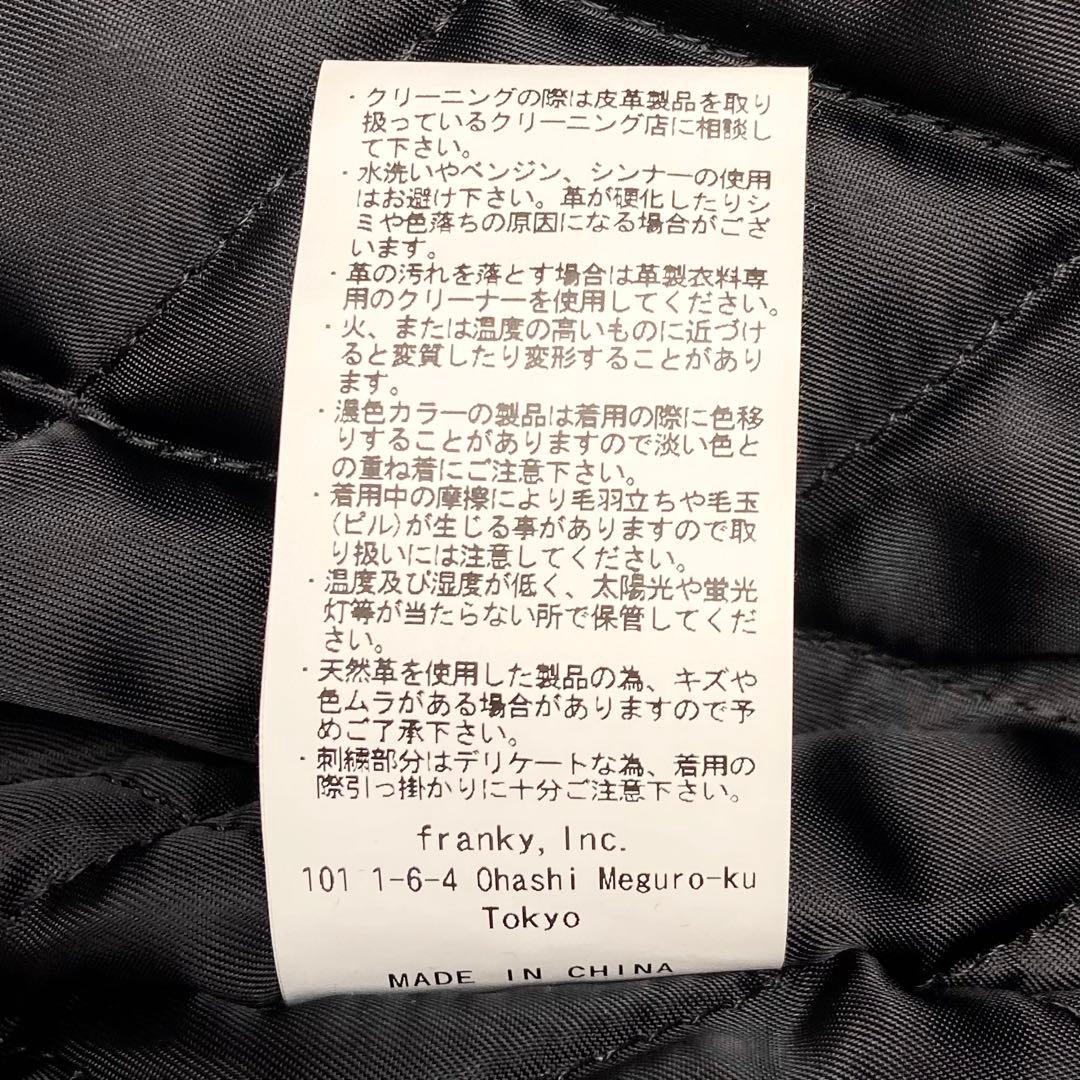 ・クリーニングの際は皮革製品を取り
扱っているクリーニング店に相談し
て下さい。
・水洗いやベンジン、シンナーの使用
はお避け下さい。革が硬化したりシ
ミや色落ちの原因になる場合がござ
います。
・革の汚れを落とす場合は革製衣料専
用のクリーナーを使用してください。
・火、または温度の高いものに近づけ
ると変質したり変形することがあり
ます。
・濃色カラーの製品は着用の際に色移
りすることがありますので淡い色と
の重ね着にご注意下さい。
・着用中の摩擦により毛羽立ちや毛玉
(ピル)が生じる事がありますので取
り扱いには注意してください。
・温度及び湿度が低く、太陽光や蛍光
灯等が当たらない所で保管してくだ
さい。
・天然革を使用した製品の為、キズや
色ムラがある場合がありますので予
めご了承下さい。
・刺繍部分はデリケートな為、着用の
際引っ掛かりに十分ご注意下さい。
franky, Inc.
101 1-6-4 Ohashi Meguro-ku
Tokyo
MADE IN CHINA